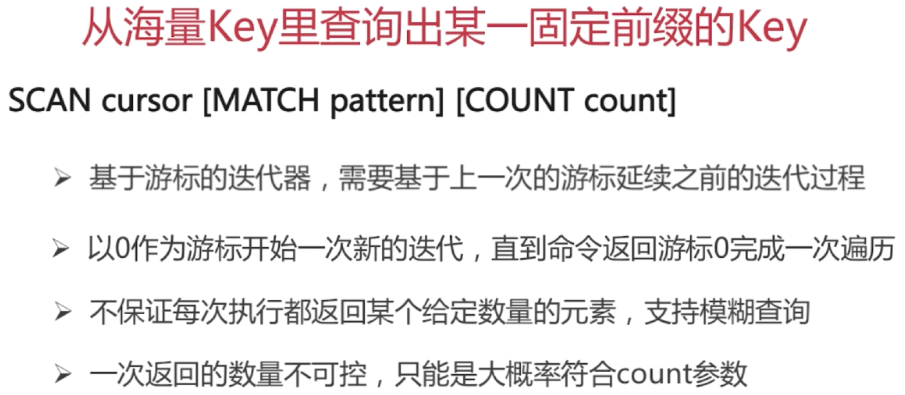 从海量Key里查询出某一固定前缀的Key
SCAN cursor [MATCH pattern] [COUNT count]
➢ 基于游标的迭代器，需要基于上一次的游标延续之前的迭代过程
➢ 以0作为游标开始一次新的迭代，直到命令返回游标0完成一次遍历
➢ 不保证每次执行都返回某个给定数量的元素，支持模糊查询
➢ 一次返回的数量不可控，只能是大概率符合count参数